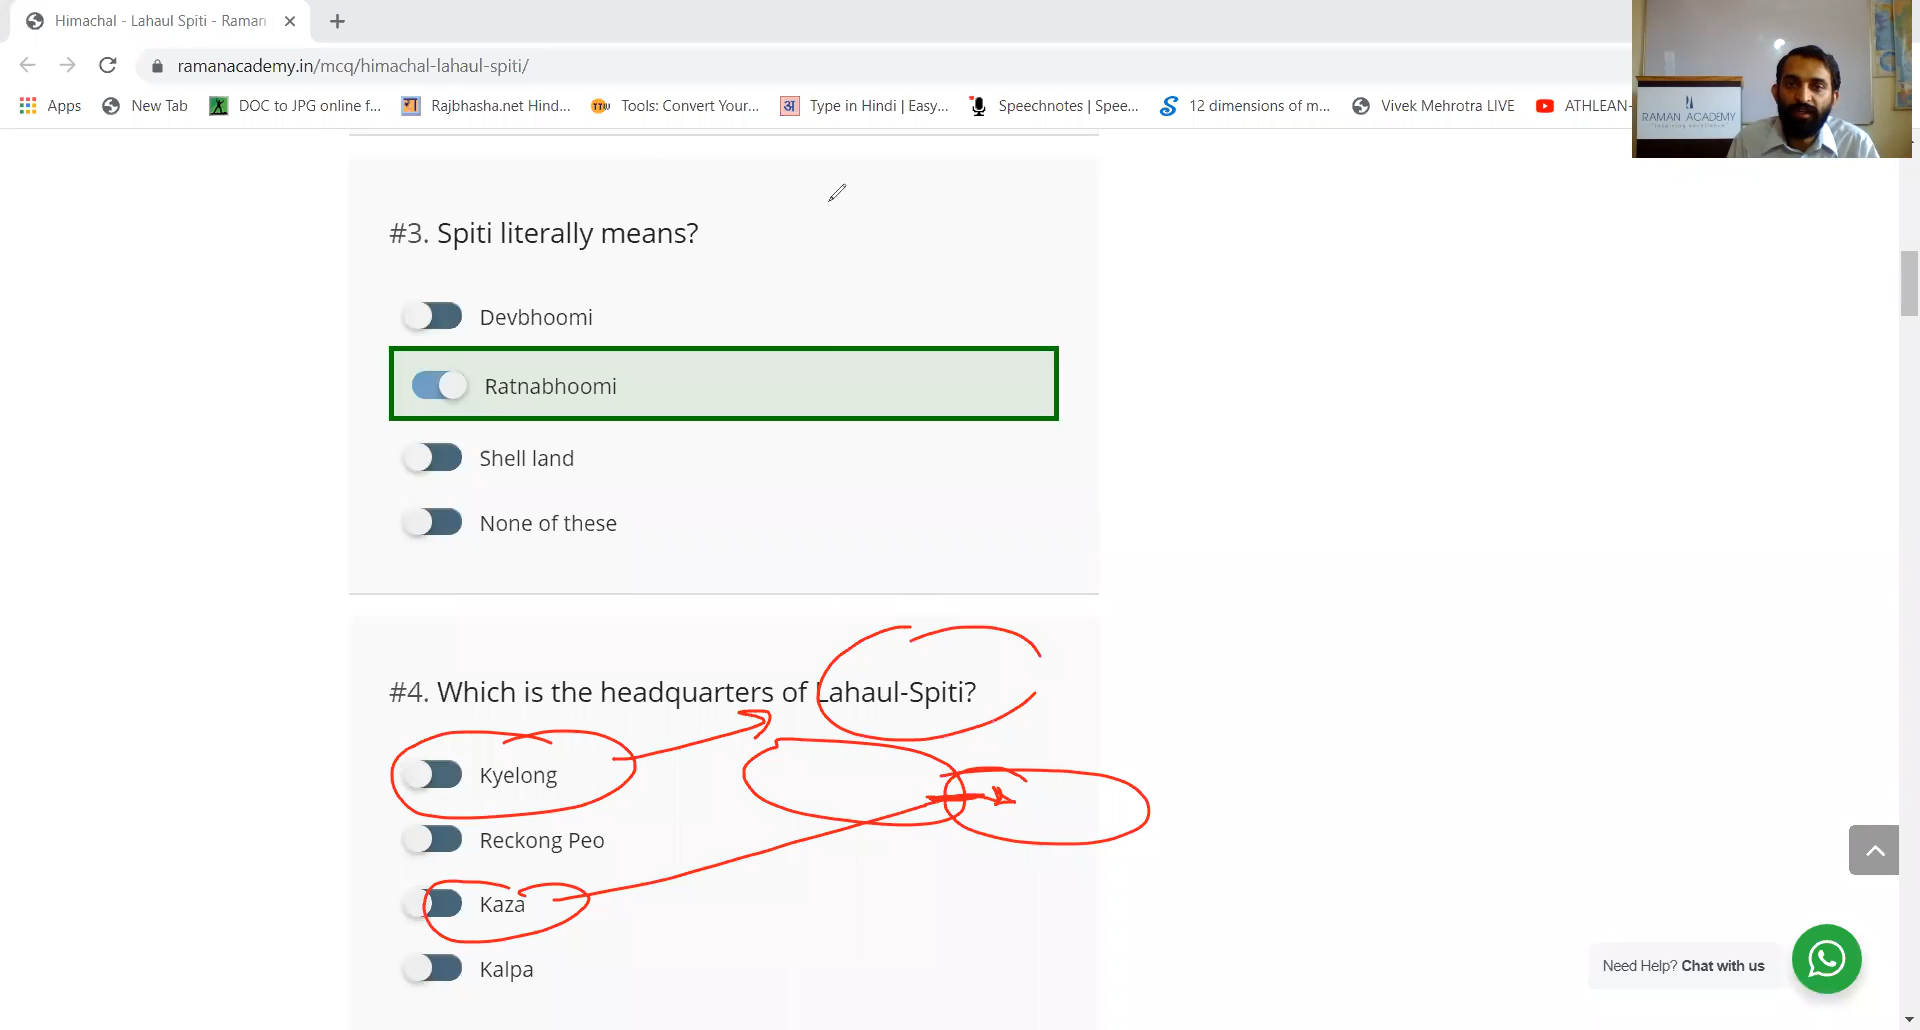 Himachal - Lahaul Spiti - Raman
ramanacademy.in/mcq/himachal-lahaul-spiti/
Apps New Tab DOC to JPG online f... Rajbhasha.net Hind... Tools: Convert Your... Type in Hindi | Easy... Speechnotes | Spee... 12 dimensions of m... Vivek Mehrotra LIVE ATHLEAN-
RAMAN ACADEMY
#3. Spiti literally means?
Devbhoomi
Ratnabhoomi
Shell land
None of these
#4. Which is the headquarters of Lahaul-Spiti?
Kyelong
Reckong Peo
Kaza
Kalpa
Need Help? Chat with us